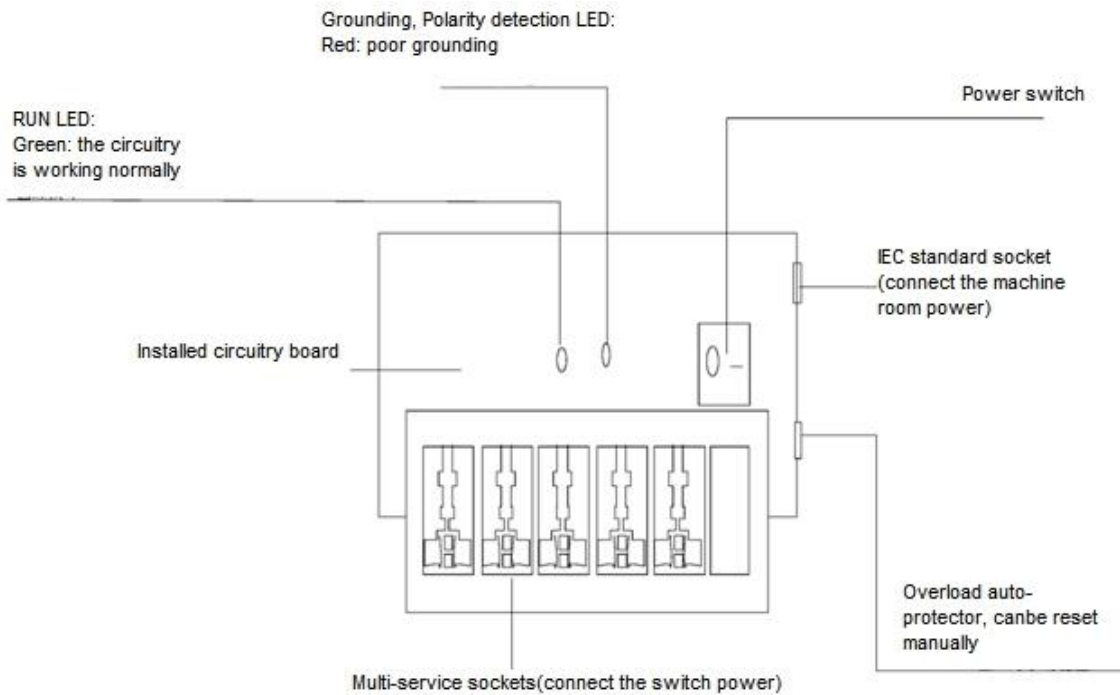 Grounding, Polarity detection LED:
Red: poor grounding
Power switch
RUN LED:
Green: the circuitry
is working normally
IEC standard socket
(connect the machine
room power)
Installed circuitry board
Overload auto-
protector, canbe reset
manually
Multi-service sockets(connect the switch power)